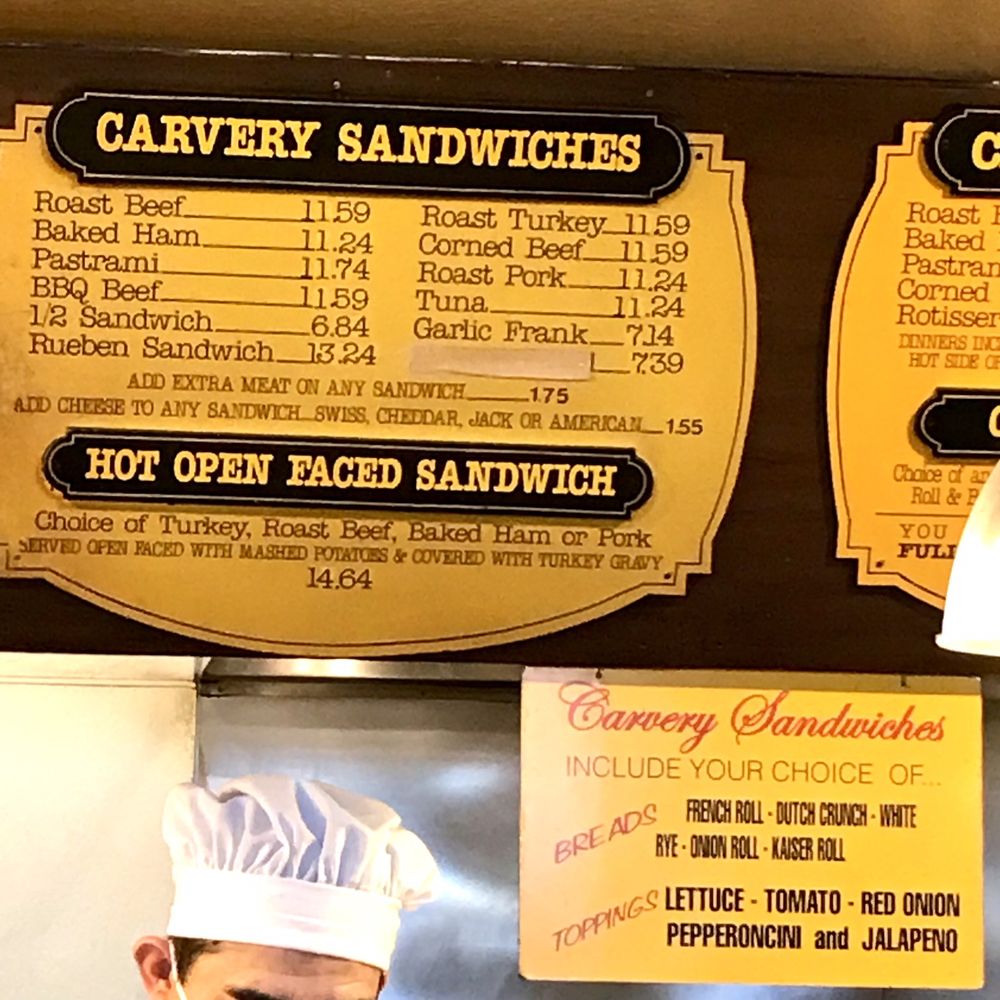 CARVERY SANDWICHES
Roast Beef 11.59
Baked Ham 11.24
Pastrami 11.74
BBQ Beef 11.59
1/2 Sandwich 6.84
Rueben Sandwich 13.24
Roast Turkey 11.59
Corned Beef 11.59
Roast Pork 11.24
Tuna 11.24
Garlic Frank 7.14
7.39
ADD EXTRA MEAT ON ANY SANDWICH 1.75
ADD CHEESE TO ANY SANDWICH...SWISS, CHEDDAR, JACK OR AMERICAN 1.55
HOT OPEN FACED SANDWICH
Choice of Turkey, Roast Beef, Baked Ham or Pork
SERVED OPEN FACED WITH MASHED POTATOES & COVERED WITH TURKEY GRAVY
14.64
Roast
Baked
Corned
DINNERS
HOT SIDE
Choice of
Roll &
YOU
Carvery Sandwiches
INCLUDE YOUR CHOICE OF...
BREADS FRENCH ROLL - DUTCH CRUNCH - WHITE
RYE - ONION ROLL - KAISER ROLL
TOPPINGS LETTUCE - TOMATO - RED ONION
PEPPERONCINI and JALAPENO